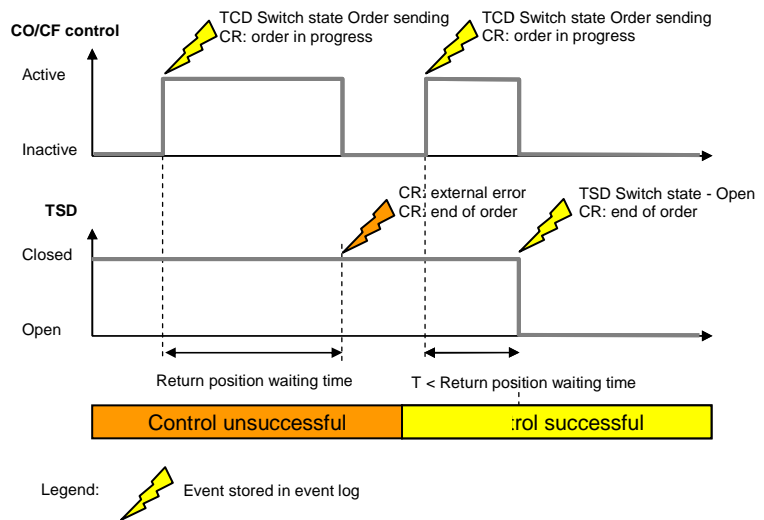 TCD Switch state Order sending
CR: order in progress
TCD Switch state Order sending
CR: order in progress
CO/CF control
Active
Inactive
TSD
CR: external error
CR: end of order
TSD Switch state - Open
CR: end of order
Closed
Open
Return position waiting time
T < Return position waiting time
Control unsuccessful
:rol successful
Legend:
Event stored in event log